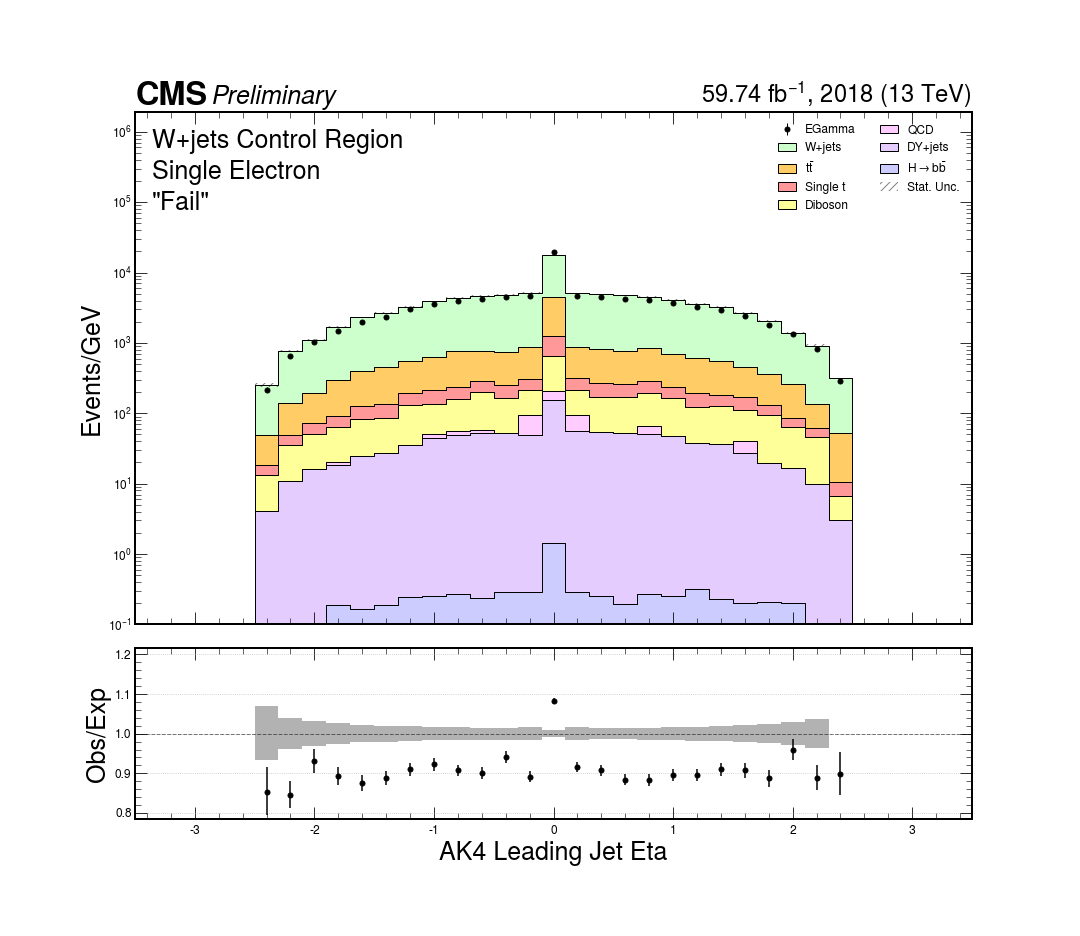 CMS Preliminary 59.74 fb⁻¹, 2018 (13 TeV)
W+jets Control Region
Single Electron
"Fail"
EGamma
W+jets
tt̄
Single t
Diboson
QCD
DY+jets
H→bb̄
Stat. Unc.
Events/GeV
10⁶
10⁵
10⁴
10³
10²
10¹
10⁰
10⁻¹
Obs/Exp
1.2
1.1
1.0
0.9
0.8
-3 -2 -1 0 1 2 3
AK4 Leading Jet Eta